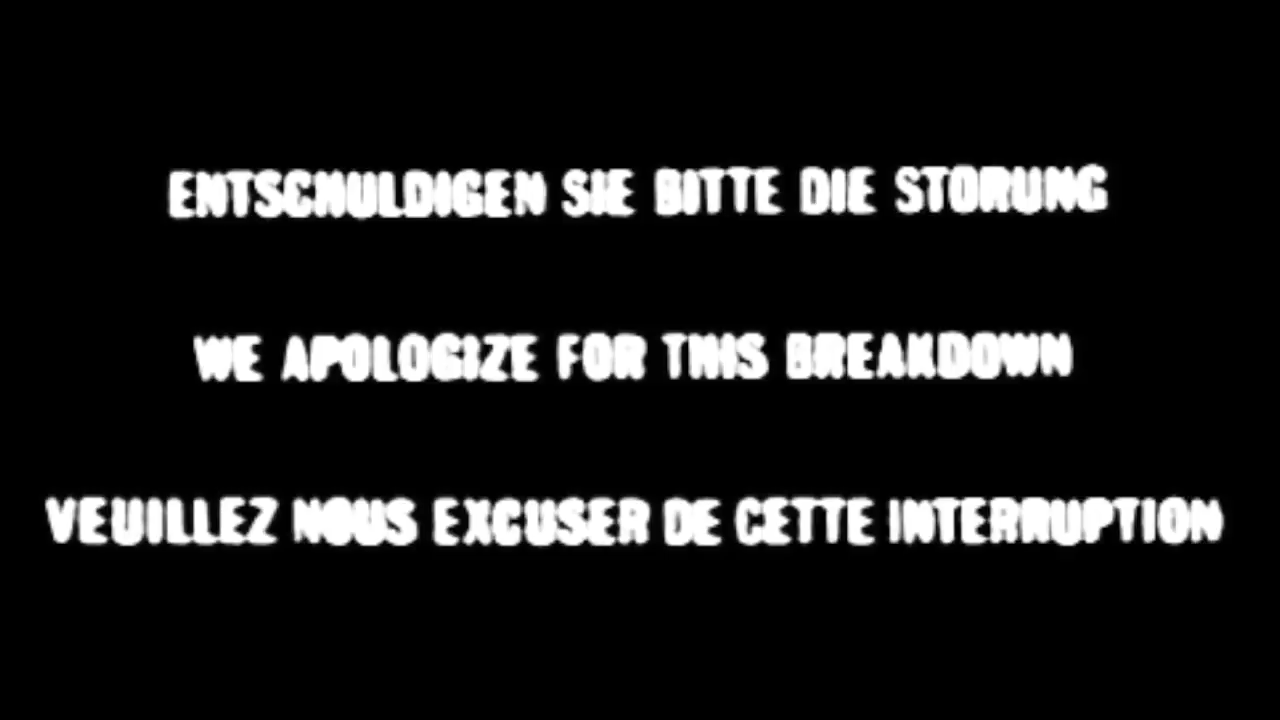 ENTSCHULDIGEN SIE BITTE DIE STORUNG
WE APOLOGIZE FOR THIS BREAKDOWN
VEUILLEZ NOUS EXCUSER DE CETTE INTERRUPTION